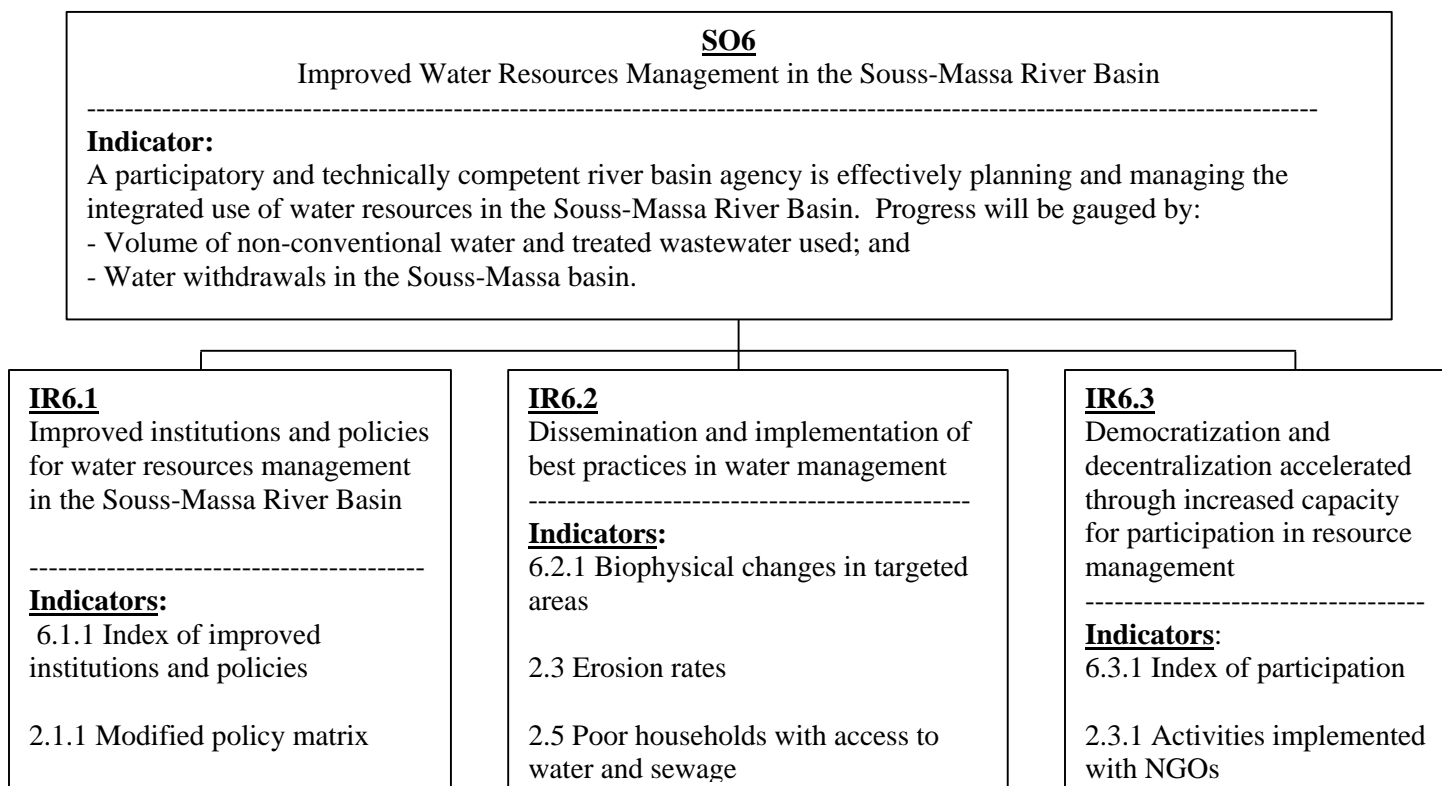 SO6
Improved Water Resources Management in the Souss-Massa River Basin
Indicator:
A participatory and technically competent river basin agency is effectively planning and managing the
integrated use of water resources in the Souss-Massa River Basin.  Progress will be gauged by:
- Volume of non-conventional water and treated wastewater used; and
- Water withdrawals in the Souss-Massa basin.
IR6.1
Improved institutions and policies
for water resources management
in the Souss-Massa River Basin
Indicators:
6.1.1 Index of improved
institutions and policies
2.1.1 Modified policy matrix
IR6.2
Dissemination and implementation of
best practices in water management
Indicators:
6.2.1 Biophysical changes in targeted
areas
2.3 Erosion rates
2.5 Poor households with access to
water and sewage
IR6.3
Democratization and
decentralization accelerated
through increased capacity
for participation in resource
management
Indicators:
6.3.1 Index of participation
2.3.1 Activities implemented
with NGOs